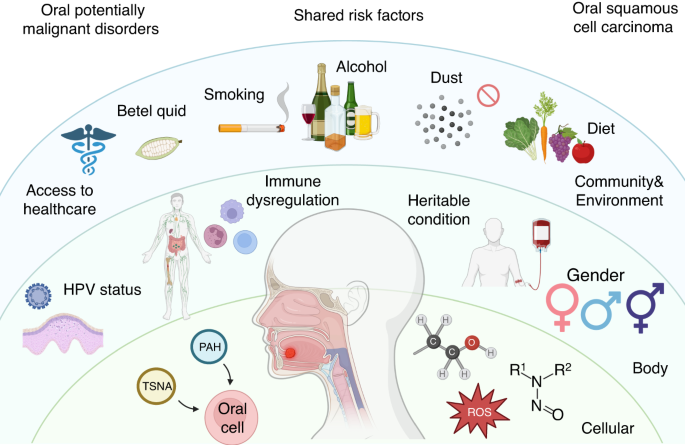 Oral potentially
malignant disorders
Shared risk factors
Oral squamous
cell carcinoma
Alcohol
Dust
Smoking
Betel quid
Diet
Access to
healthcare
Immune
dysregulation
Heritable
condition
Community&
Environment
HPV status
Gender
PAH
TSNA
Oral
cell
H H
C C O H
H H
ROS
R¹ R²
N
N O
Body
Cellular